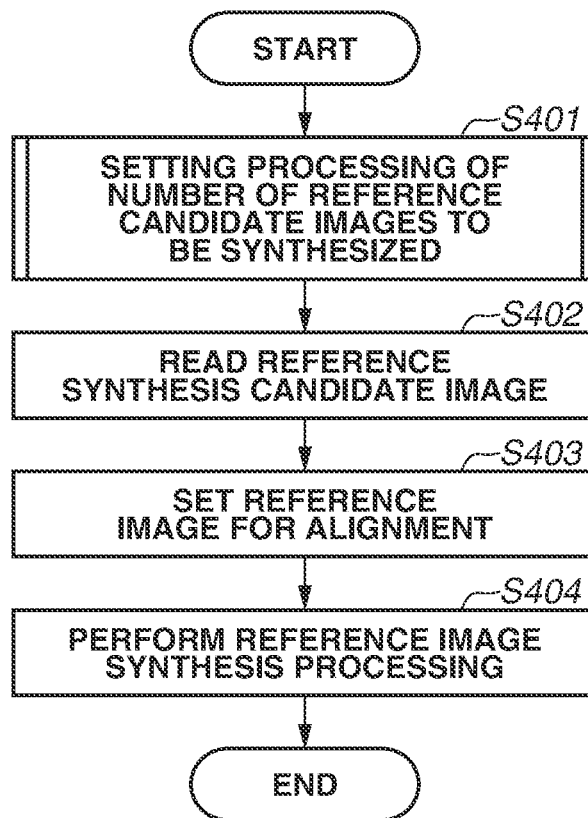 START
S401
SETTING PROCESSING OF
NUMBER OF REFERENCE
CANDIDATE IMAGES TO
BE SYNTHESIZED
S402
READ REFERENCE
SYNTHESIS CANDIDATE IMAGE
S403
SET REFERENCE
IMAGE FOR ALIGNMENT
S404
PERFORM REFERENCE IMAGE
SYNTHESIS PROCESSING
END